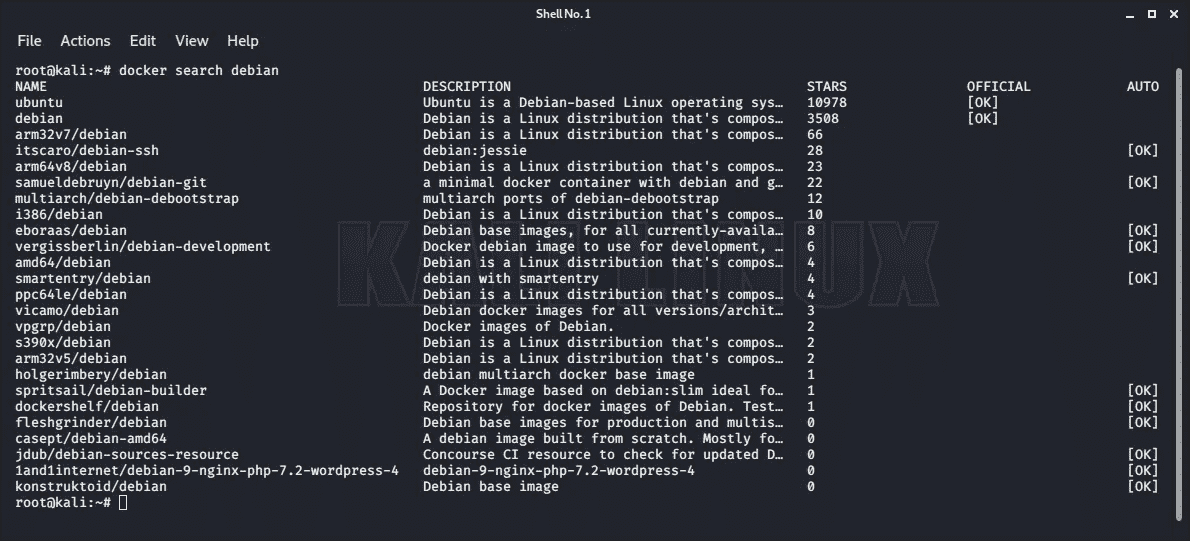 Shell No. 1
File Actions Edit View Help
root@kali:~# docker search debian
NAME DESCRIPTION STARS OFFICIAL AUTO
ubuntu Ubuntu is a Debian-based Linux operating sys… 10978 [OK]
debian Debian is a Linux distribution that's compos… 3508 [OK]
arm32v7/debian Debian is a Linux distribution that's compos… 66
itscaro/debian-ssh debian:jessie 28 [OK]
arm64v8/debian Debian is a Linux distribution that's compos… 23
samueldebruyn/debian-git a minimal docker container with debian and g… 22 [OK]
multiarch/debian-debootstrap multiarch ports of debian-debootstrap 12
i386/debian Debian is a Linux distribution that's compos… 10
eboraas/debian Debian base images, for all currently-availa… 8 [OK]
vergissberlin/debian-development Docker debian image to use for development, … 6 [OK]
amd64/debian Debian is a Linux distribution that's compos… 4
smartentry/debian debian with smartentry 4 [OK]
ppc64le/debian Debian is a Linux distribution that's compos… 4
vicamo/debian Debian docker images for all versions/archit… 3
vpgrp/debian Docker images of Debian. 2
s390x/debian Debian is a Linux distribution that's compos… 2
arm32v5/debian Debian is a Linux distribution that's compos… 2
holgerimbery/debian debian multiarch docker base image 1
spritsail/debian-builder A Docker image based on debian:slim ideal fo… 1 [OK]
dockershelf/debian Repository for docker images of Debian. Test… 1 [OK]
fleshgrinder/debian Debian base images for production and multis… 0 [OK]
casept/debian-amd64 A debian image built from scratch. Mostly fo… 0
jdub/debian-sources-resource Concourse CI resource to check for updated D… 0 [OK]
1and1internet/debian-9-nginx-php-7.2-wordpress-4 debian-9-nginx-php-7.2-wordpress-4 0 [OK]
konstruktoid/debian Debian base image 0 [OK]
root@kali:~#
KALI LINUX